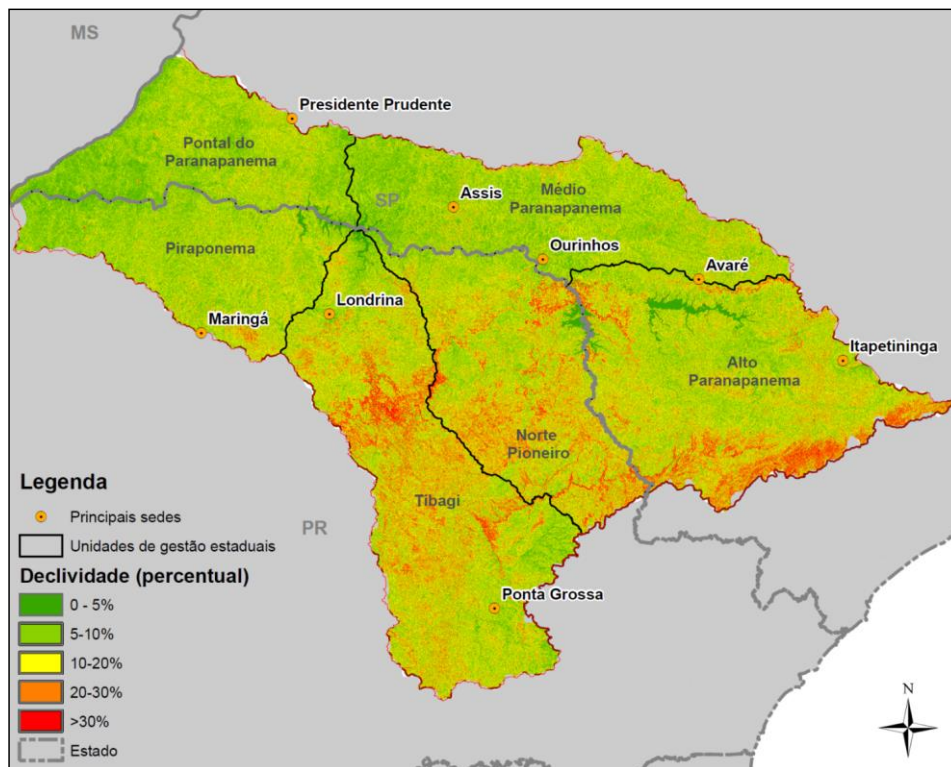 MS
Presidente Prudente
Pontal do
Paranapanema
SP
Assis
Médio
Paranapanema
Piraponema
Ourinhos
Avaré
Londrina
Maringá
Itapetininga
Alto
Paranapanema
Norte
Pioneiro
Tibagi
PR
Ponta Grossa
Legenda
Principais sedes
Unidades de gestão estaduais
Declividade (percentual)
0 - 5%
5-10%
10-20%
20-30%
>30%
Estado
N